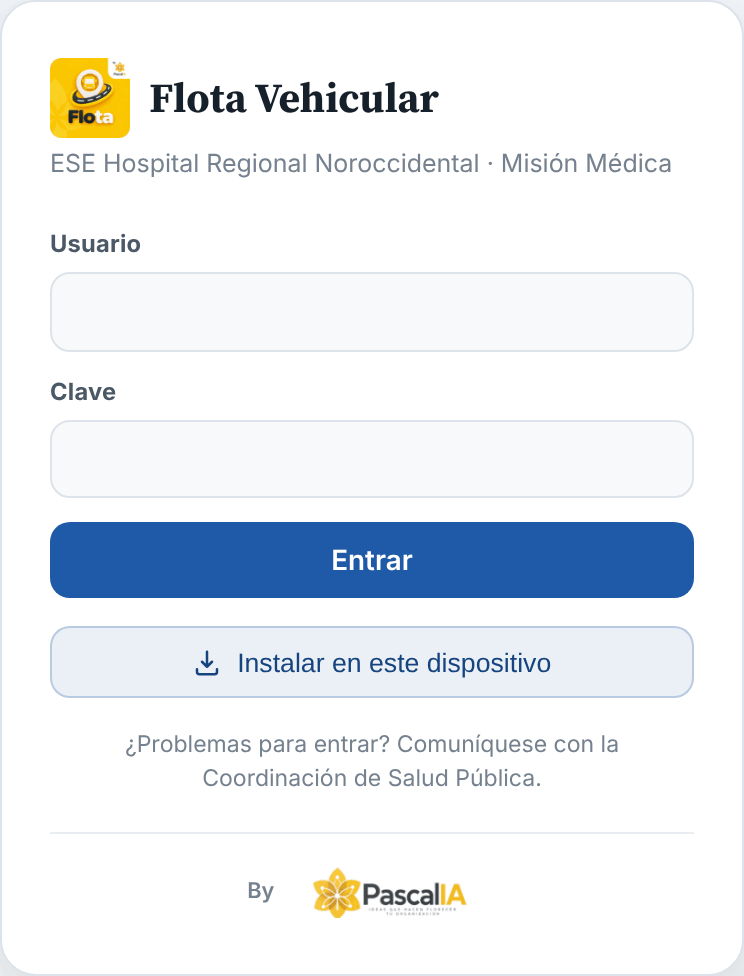 Flota
Flota Vehicular
ESE Hospital Regional Noroccidental · Misión Médica
Usuario
Clave
Entrar
Instalar en este dispositivo
¿Problemas para entrar? Comuníquese con la
Coordinación de Salud Pública.
By
PascalIA